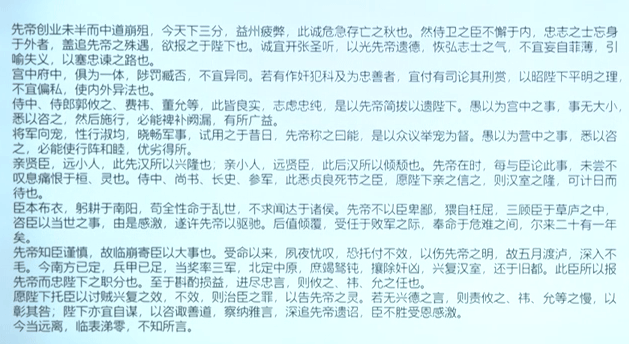 先帝创业未半而中道崩殂，今天下三分，益州疲弊，此诚危急存亡之秋也。然侍卫之臣不懈于内，忠志之士忘身
于外者，盖追先帝之殊遇，欲报之于陛下也。诚宜开张圣听，以光先帝遗德，恢弘志士之气，不宜妄自菲薄，引
喻失义，以塞忠谏之路也。
宫中府中，俱为一体，陟罚臧否，不宜异同。若有作奸犯科及为忠善者，宜付有司论其刑赏，以昭陛下平明之理，
不宜偏私，使内外异法也。
侍中、侍郎郭攸之、费祎、董允等，此皆良实，志虑忠纯，是以先帝简拔以遗陛下。愚以为宫中之事，事无大小，
悉以咨之，然后施行，必能裨补阙漏，有所广益。
将军向宠，性行淑均，晓畅军事，试用之于昔日，先帝称之曰能，是以众议举宠为督。愚以为营中之事，悉以咨
之，必能使行阵和睦，优劣得所。
亲贤臣，远小人，此先汉所以兴隆也；亲小人，远贤臣，此后汉所以倾颓也。先帝在时，每与臣论此事，未尝不
叹息痛恨于桓、灵也。侍中、尚书、长史、参军，此悉贞良死节之臣，愿陛下亲之信之，则汉室之隆，可计日而
待也。
臣本布衣，躬耕于南阳，苟全性命于乱世，不求闻达于诸侯。先帝不以臣卑鄙，猥自枉屈，三顾臣于草庐之中，
咨臣以当世之事，由是感激，遂许先帝以驱驰。后值倾覆，受任于败军之际，奉命于危难之间，尔来二十有一年
矣。
先帝知臣谨慎，故临崩寄臣以大事也。受命以来，夙夜忧叹，恐托付不效，以伤先帝之明，故五月渡泸，深入不
毛。今南方已定，兵甲已足，当奖率三军，北定中原，庶竭驽钝，攘除奸凶，兴复汉室，还于旧都。此臣所以报
先帝而忠陛下之职分也。至于斟酌损益，进尽忠言，则攸之、祎、允之任也。
愿陛下托臣以讨贼兴复之效，不效，则治臣之罪，以告先帝之灵。若无兴德之言，则责攸之、祎、允等之慢，以
彰其咎；陛下亦宜自谋，以咨诹善道，察纳雅言，深追先帝遗诏，臣不胜受恩感激。
今当远离，临表涕零，不知所言。